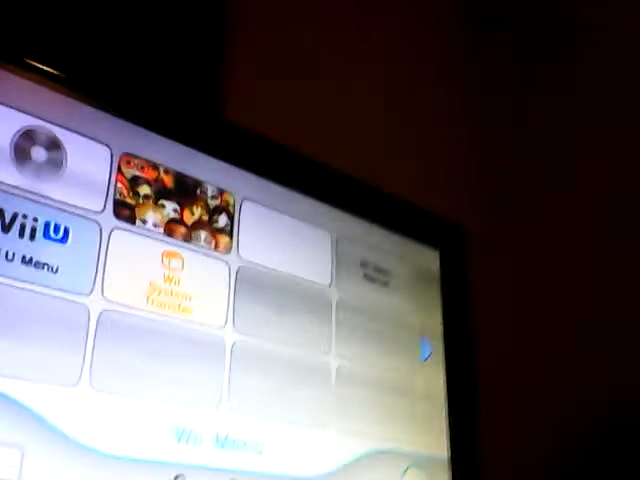 Wii U
U Menu
Wii
System
Transfer
Wii Menu